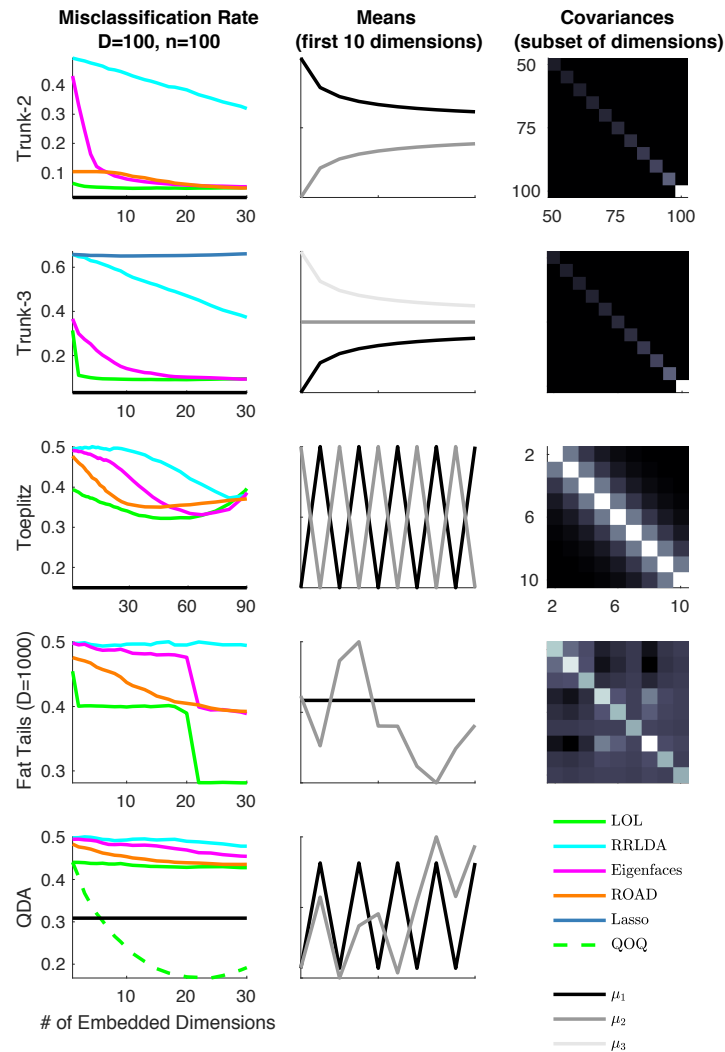 Misclassification Rate
D=100, n=100
Means
(first 10 dimensions)
Covariances
(subset of dimensions)
Trunk-2
0.4
0.3
0.2
0.1
10
20
30
50
75
100
50
75
100
Trunk-3
0.6
0.4
0.2
10
20
30
Toeplitz
0.5
0.4
0.3
0.2
30
60
90
2
6
10
2
6
10
Fat Tails (D=1000)
0.5
0.4
0.3
10
20
30
QDA
0.5
0.4
0.3
0.2
10
20
30
# of Embedded Dimensions
LOL
RRLDA
Eigenfaces
ROAD
Lasso
QOQ
μ₁
μ₂
μ₃